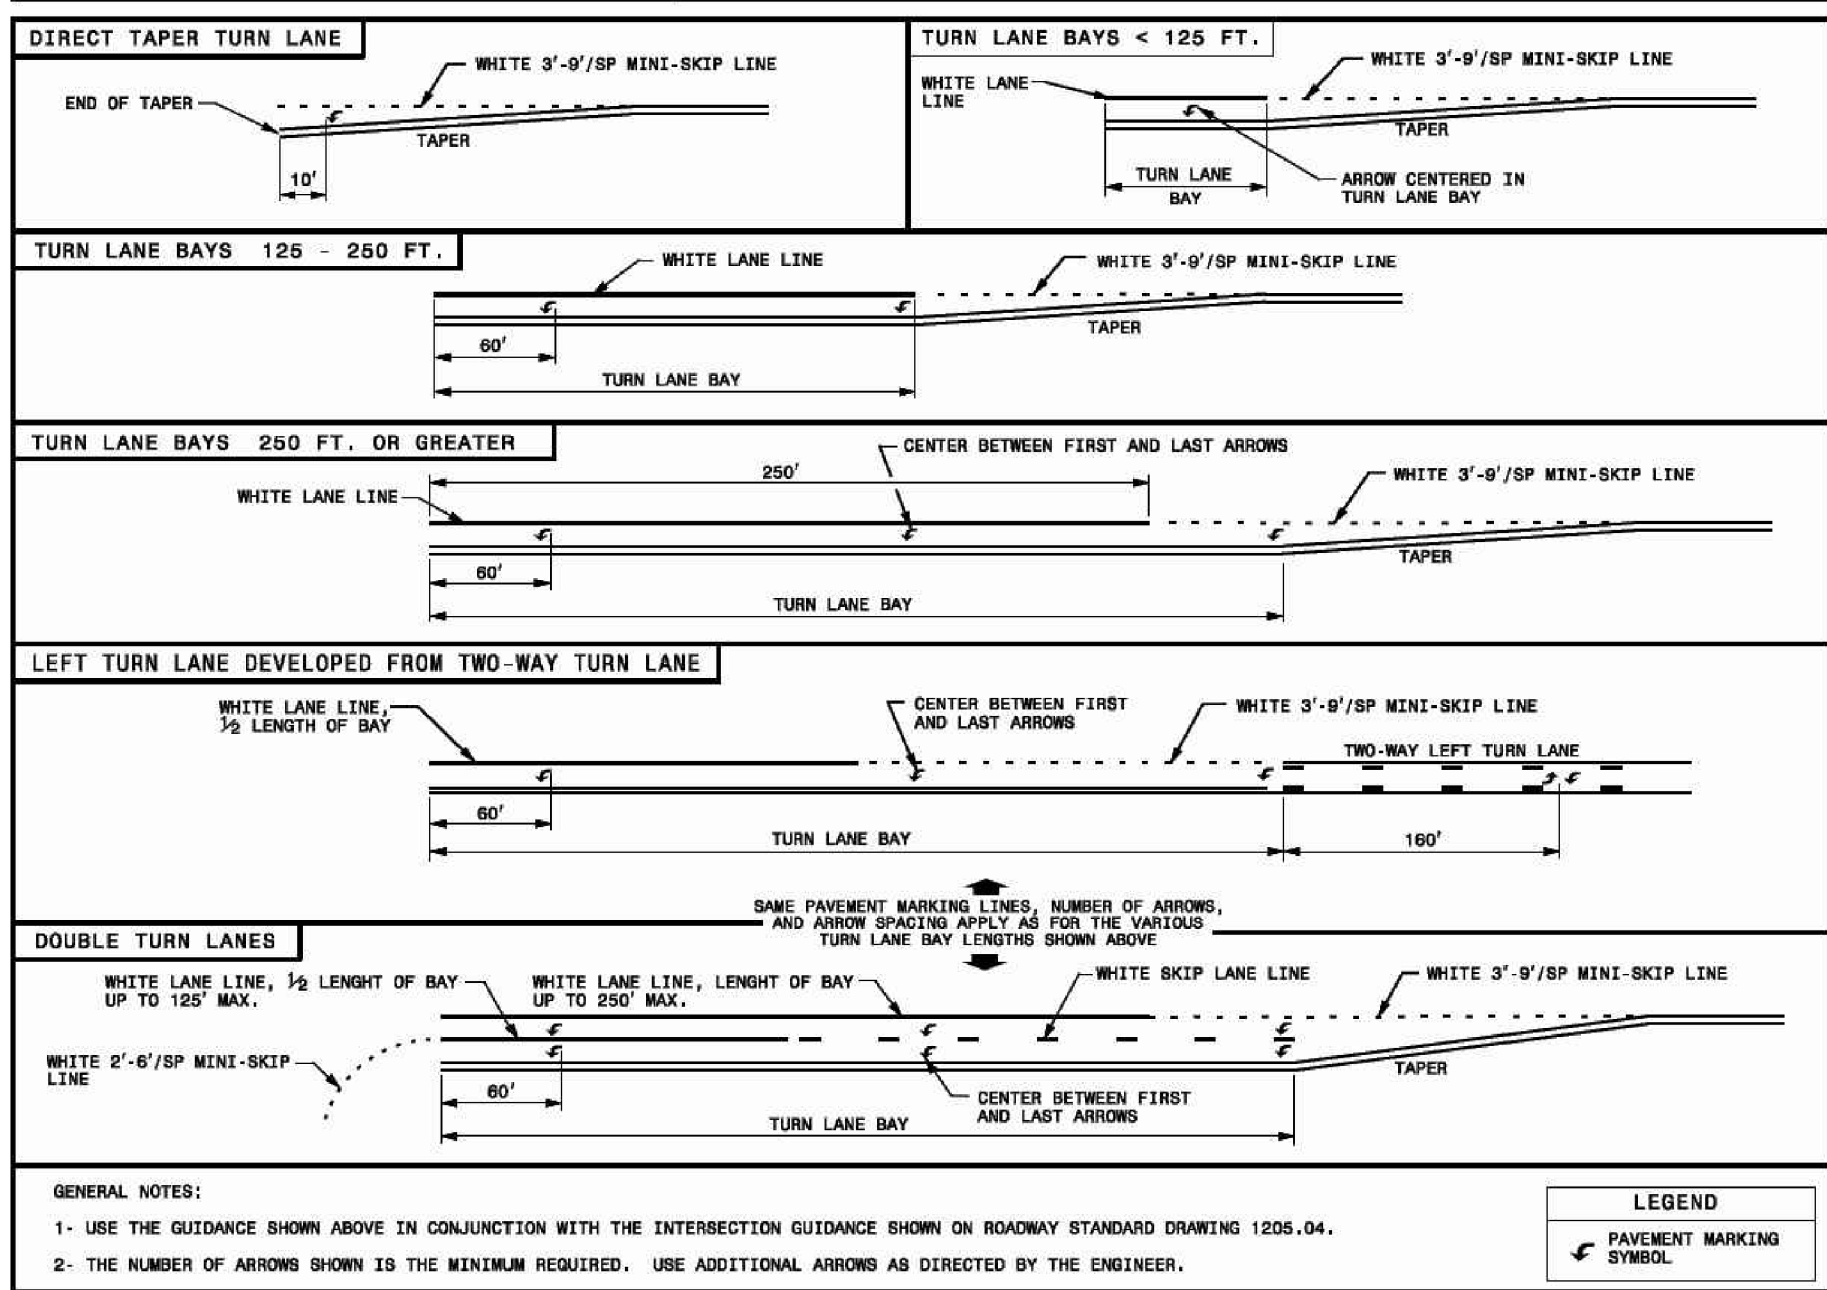 DIRECT TAPER TURN LANE
WHITE 3'-9'/SP MINI-SKIP LINE
END OF TAPER
TAPER
10'
TURN LANE BAYS < 125 FT.
WHITE 3'-9'/SP MINI-SKIP LINE
WHITE LANE
LINE
TAPER
TURN LANE
BAY
ARROW CENTERED IN
TURN LANE BAY
TURN LANE BAYS 125 - 250 FT.
WHITE LANE LINE
WHITE 3'-9'/SP MINI-SKIP LINE
TAPER
60'
TURN LANE BAY
TURN LANE BAYS 250 FT. OR GREATER
CENTER BETWEEN FIRST AND LAST ARROWS
250'
WHITE 3'-9'/SP MINI-SKIP LINE
WHITE LANE LINE
TAPER
60'
TURN LANE BAY
LEFT TURN LANE DEVELOPED FROM TWO-WAY TURN LANE
WHITE LANE LINE,
½ LENGTH OF BAY
CENTER BETWEEN FIRST
AND LAST ARROWS
WHITE 3'-9'/SP MINI-SKIP LINE
TWO-WAY LEFT TURN LANE
60'
TURN LANE BAY
160'
SAME PAVEMENT MARKING LINES, NUMBER OF ARROWS,
AND ARROW SPACING APPLY AS FOR THE VARIOUS
TURN LANE BAY LENGTHS SHOWN ABOVE
DOUBLE TURN LANES
WHITE LANE LINE, ½ LENGHT OF BAY
UP TO 125' MAX.
WHITE LANE LINE, LENGHT OF BAY
UP TO 250' MAX.
WHITE SKIP LANE LINE
WHITE 3'-9'/SP MINI-SKIP LINE
WHITE 2'-6'/SP MINI-SKIP
LINE
TAPER
60'
CENTER BETWEEN FIRST
AND LAST ARROWS
TURN LANE BAY
GENERAL NOTES:
1- USE THE GUIDANCE SHOWN ABOVE IN CONJUNCTION WITH THE INTERSECTION GUIDANCE SHOWN ON ROADWAY STANDARD DRAWING 1205.04.
2- THE NUMBER OF ARROWS SHOWN IS THE MINIMUM REQUIRED. USE ADDITIONAL ARROWS AS DIRECTED BY THE ENGINEER.
LEGEND
PAVEMENT MARKING
SYMBOL